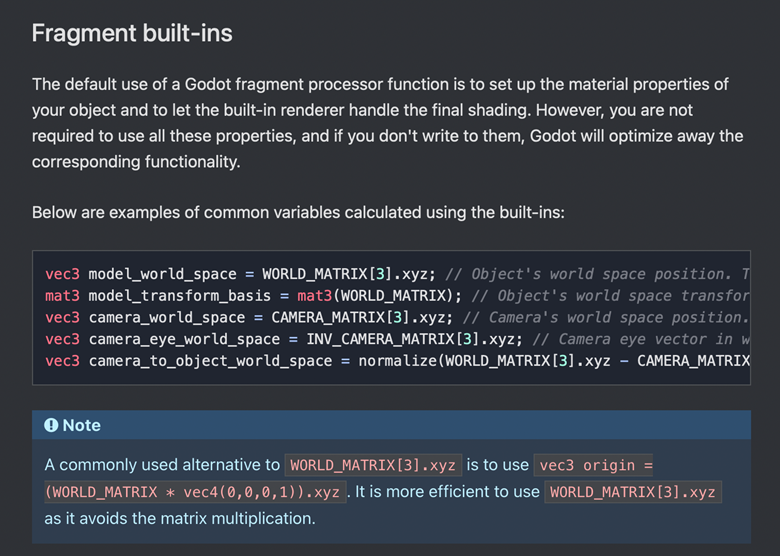 Fragment built-ins
The default use of a Godot fragment processor function is to set up the material properties of
your object and to let the built-in renderer handle the final shading. However, you are not
required to use all these properties, and if you don't write to them, Godot will optimize away the
corresponding functionality.
Below are examples of common variables calculated using the built-ins:
vec3 model_world_space = WORLD_MATRIX[3].xyz; // Object's world space position. T
mat3 model_transform_basis = mat3(WORLD_MATRIX); // Object's world space transfor
vec3 camera_world_space = CAMERA_MATRIX[3].xyz; // Camera's world space position.
vec3 camera_eye_world_space = INV_CAMERA_MATRIX[3].xyz; // Camera eye vector in w
vec3 camera_to_object_world_space = normalize(WORLD_MATRIX[3].xyz - CAMERA_MATRIX
Note
A commonly used alternative to WORLD_MATRIX[3].xyz is to use vec3 origin =
(WORLD_MATRIX * vec4(0,0,0,1)).xyz. It is more efficient to use WORLD_MATRIX[3].xyz
as it avoids the matrix multiplication.